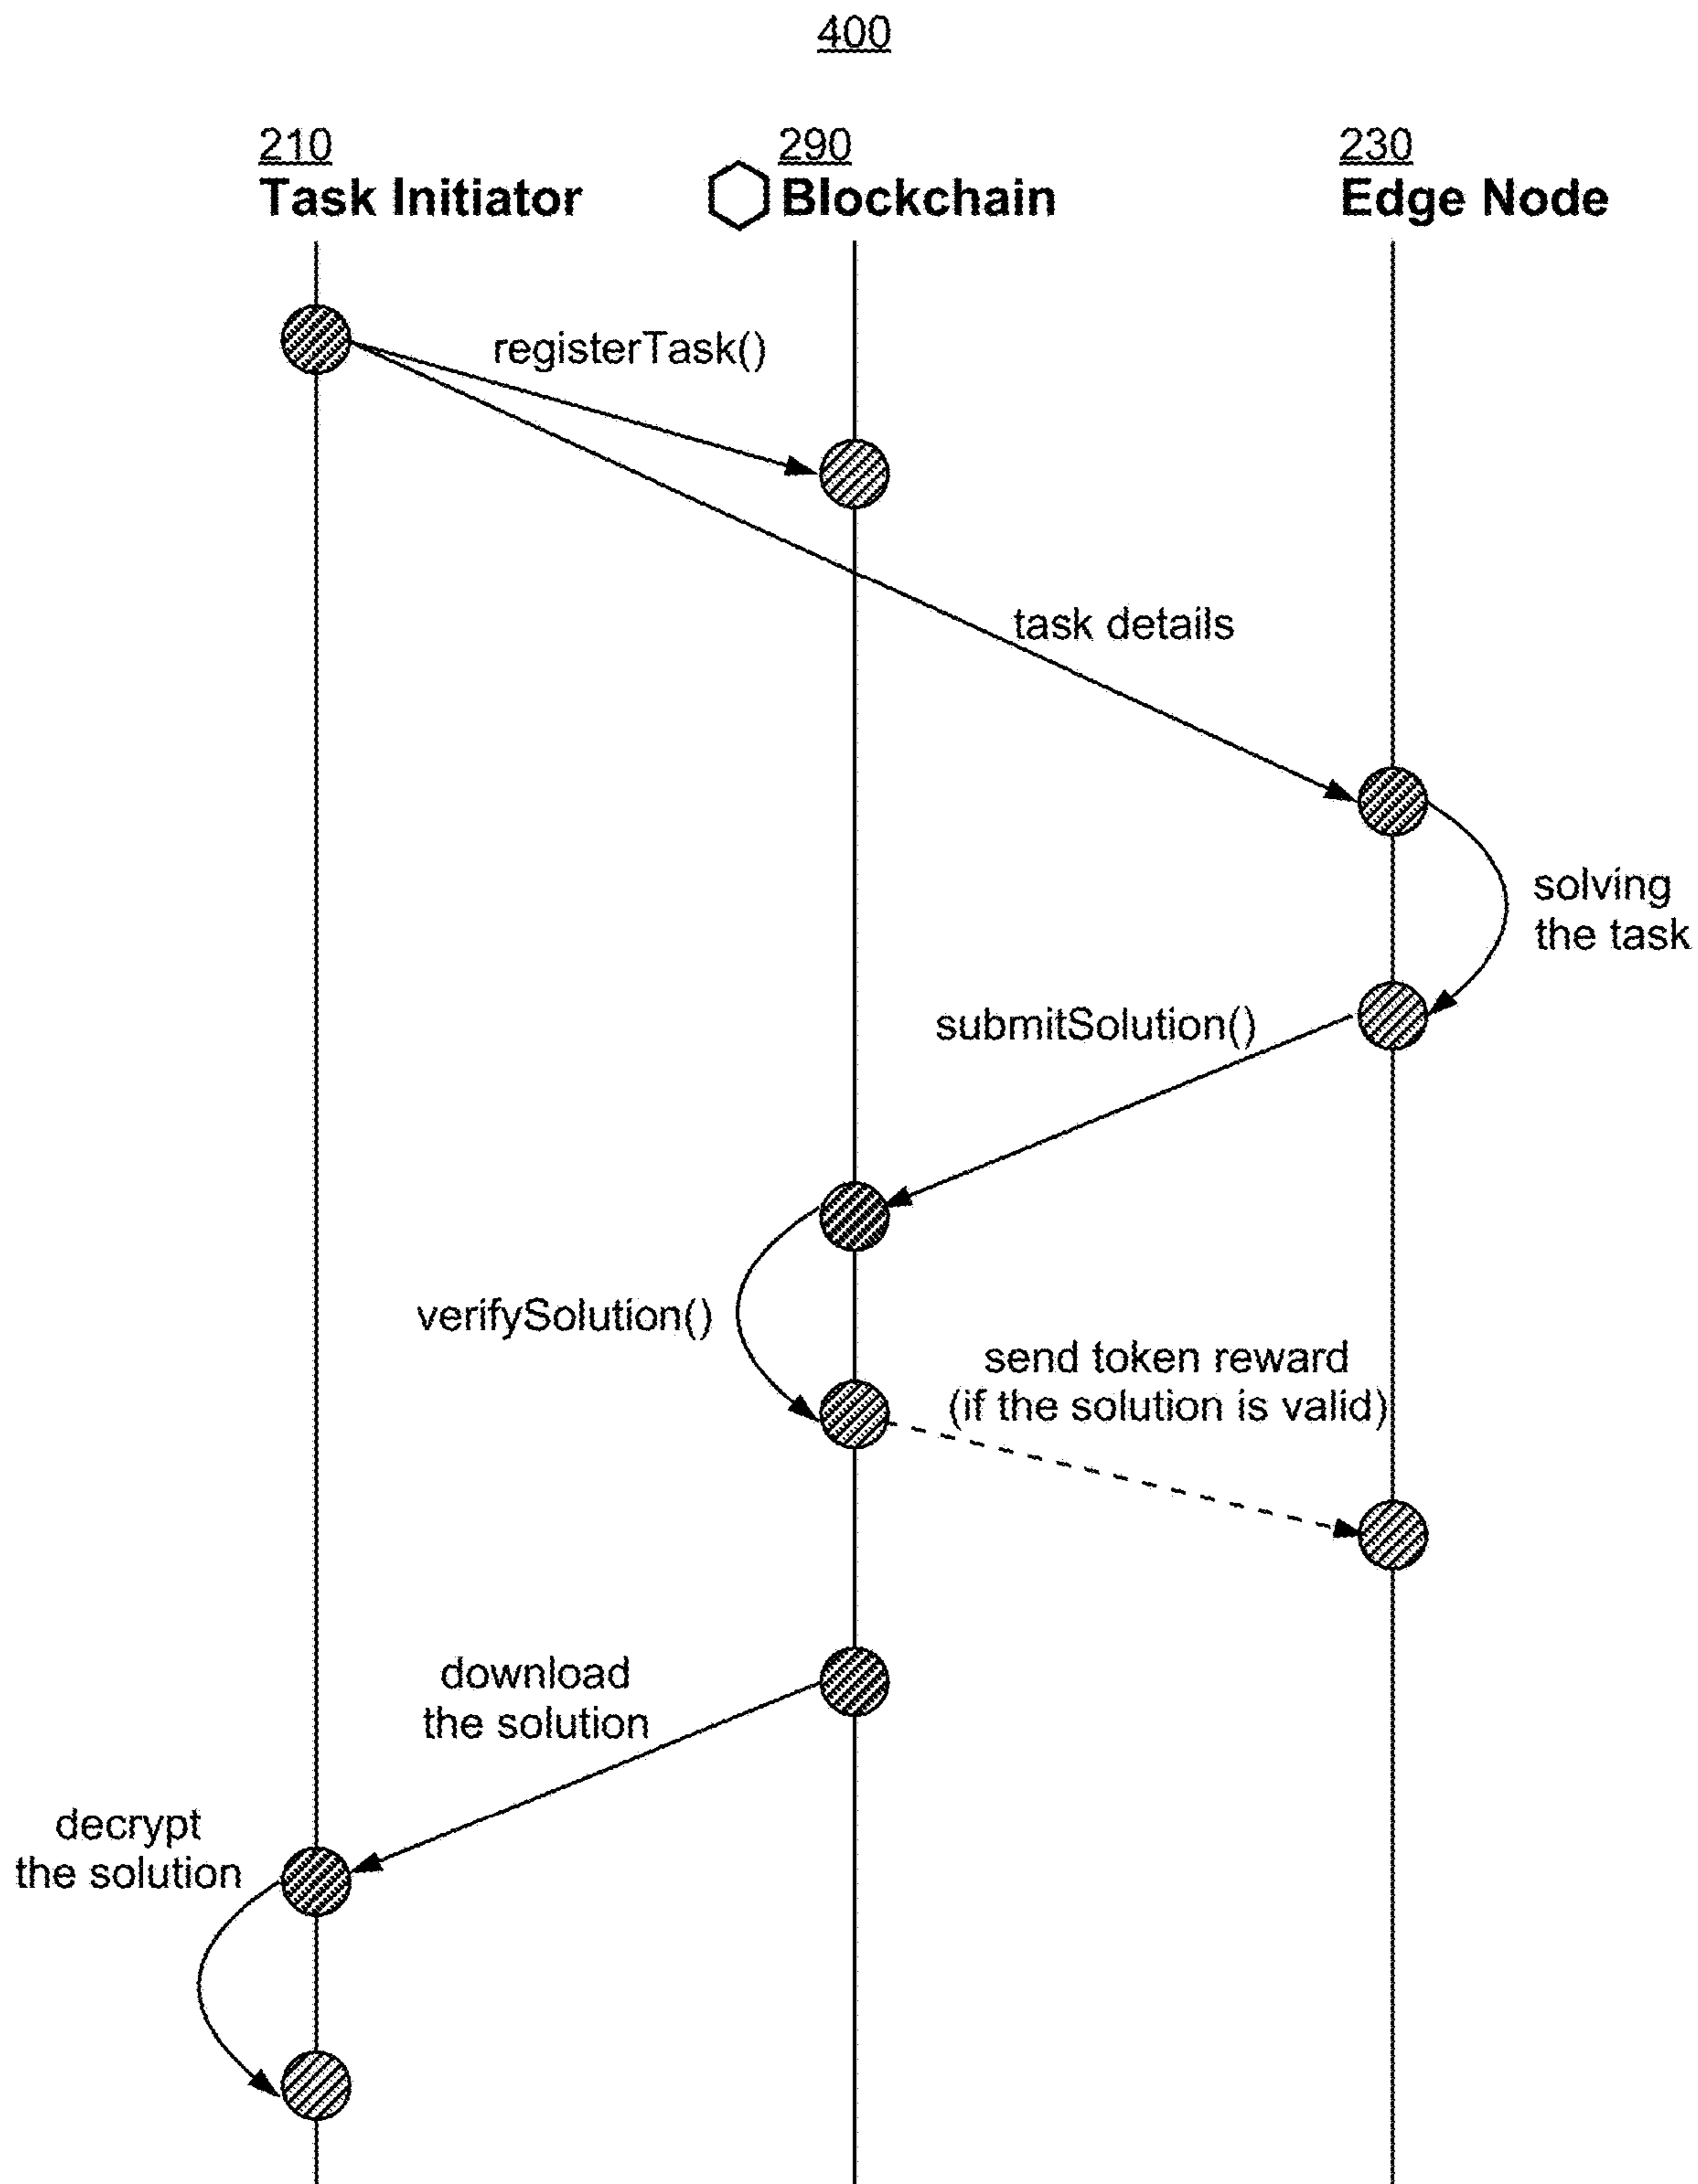 400
210
Task Initiator
290
Blockchain
230
Edge Node
registerTask()
task details
solving
the task
submitSolution()
verifySolution()
send token reward
(if the solution is valid)
download
the solution
decrypt
the solution